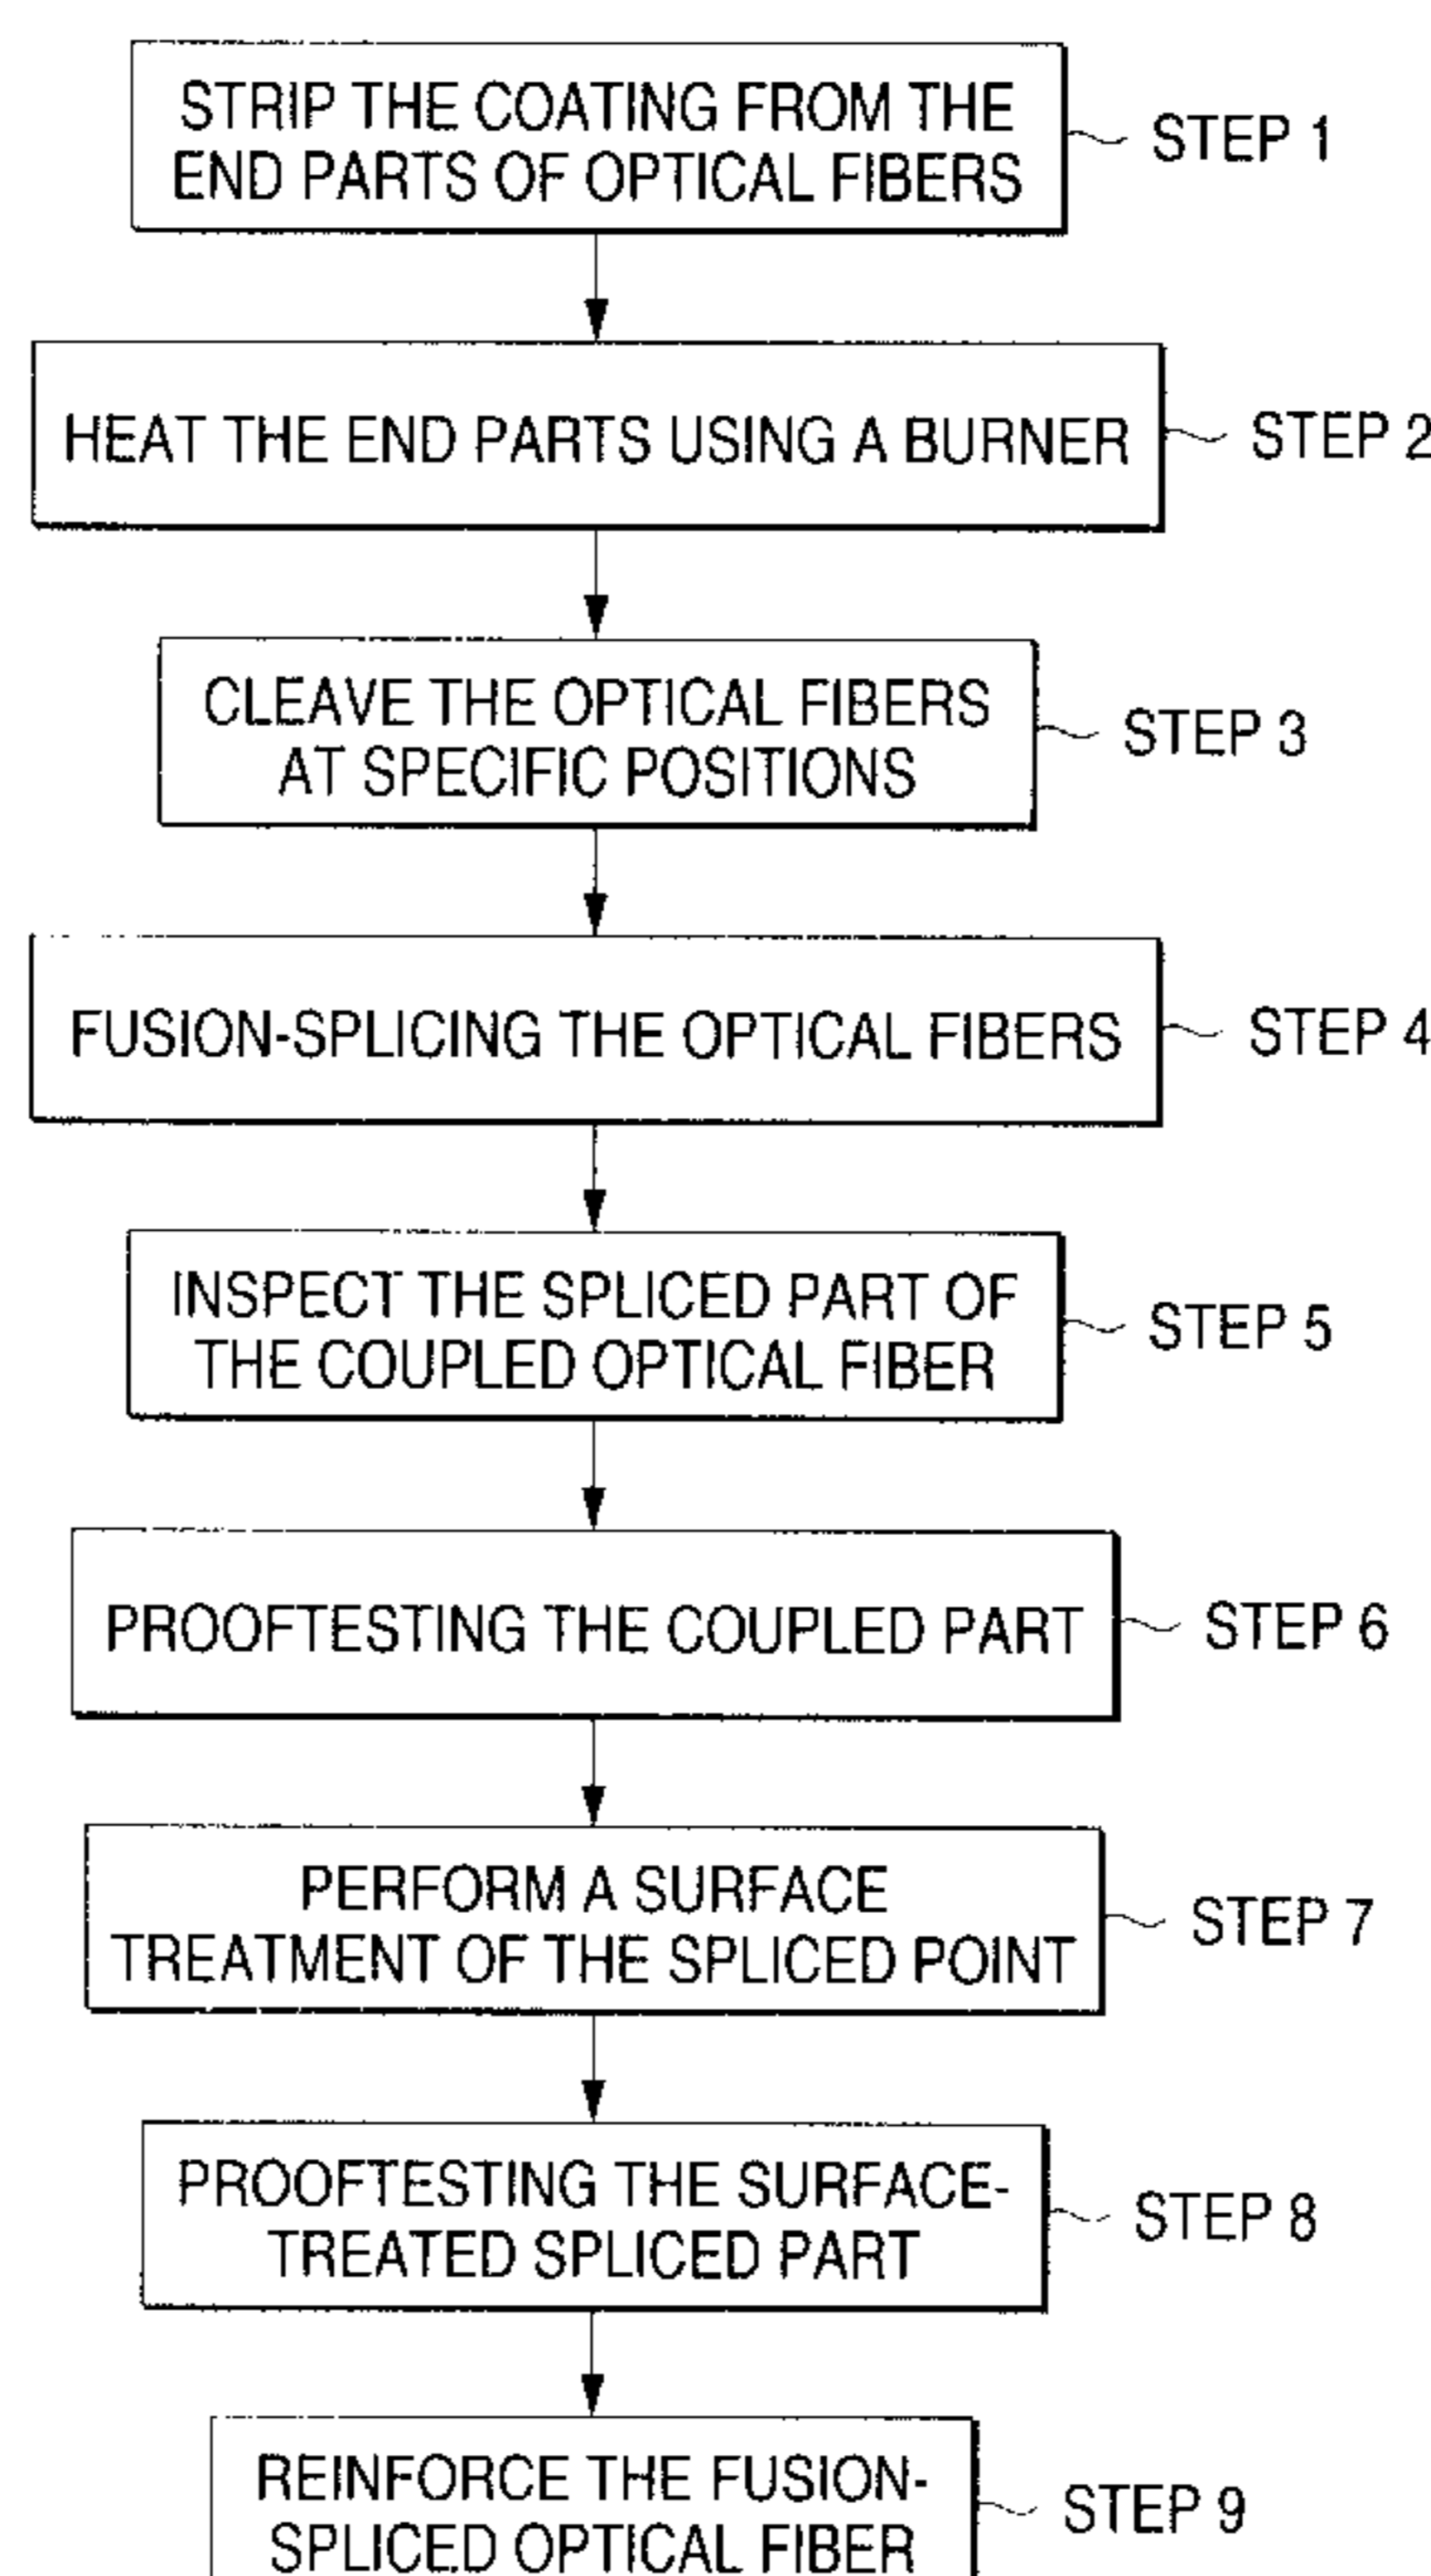 STRIP THE COATING FROM THE
END PARTS OF OPTICAL FIBERS
STEP 1
HEAT THE END PARTS USING A BURNER
STEP 2
CLEAVE THE OPTICAL FIBERS
AT SPECIFIC POSITIONS
STEP 3
FUSION-SPLICING THE OPTICAL FIBERS
STEP 4
INSPECT THE SPLICED PART OF
THE COUPLED OPTICAL FIBER
STEP 5
PROOFTESTING THE COUPLED PART
STEP 6
PERFORM A SURFACE
TREATMENT OF THE SPLICED POINT
STEP 7
PROOFTESTING THE SURFACE-
TREATED SPLICED PART
STEP 8
REINFORCE THE FUSION-
SPLICED OPTICAL FIBER
STEP 9